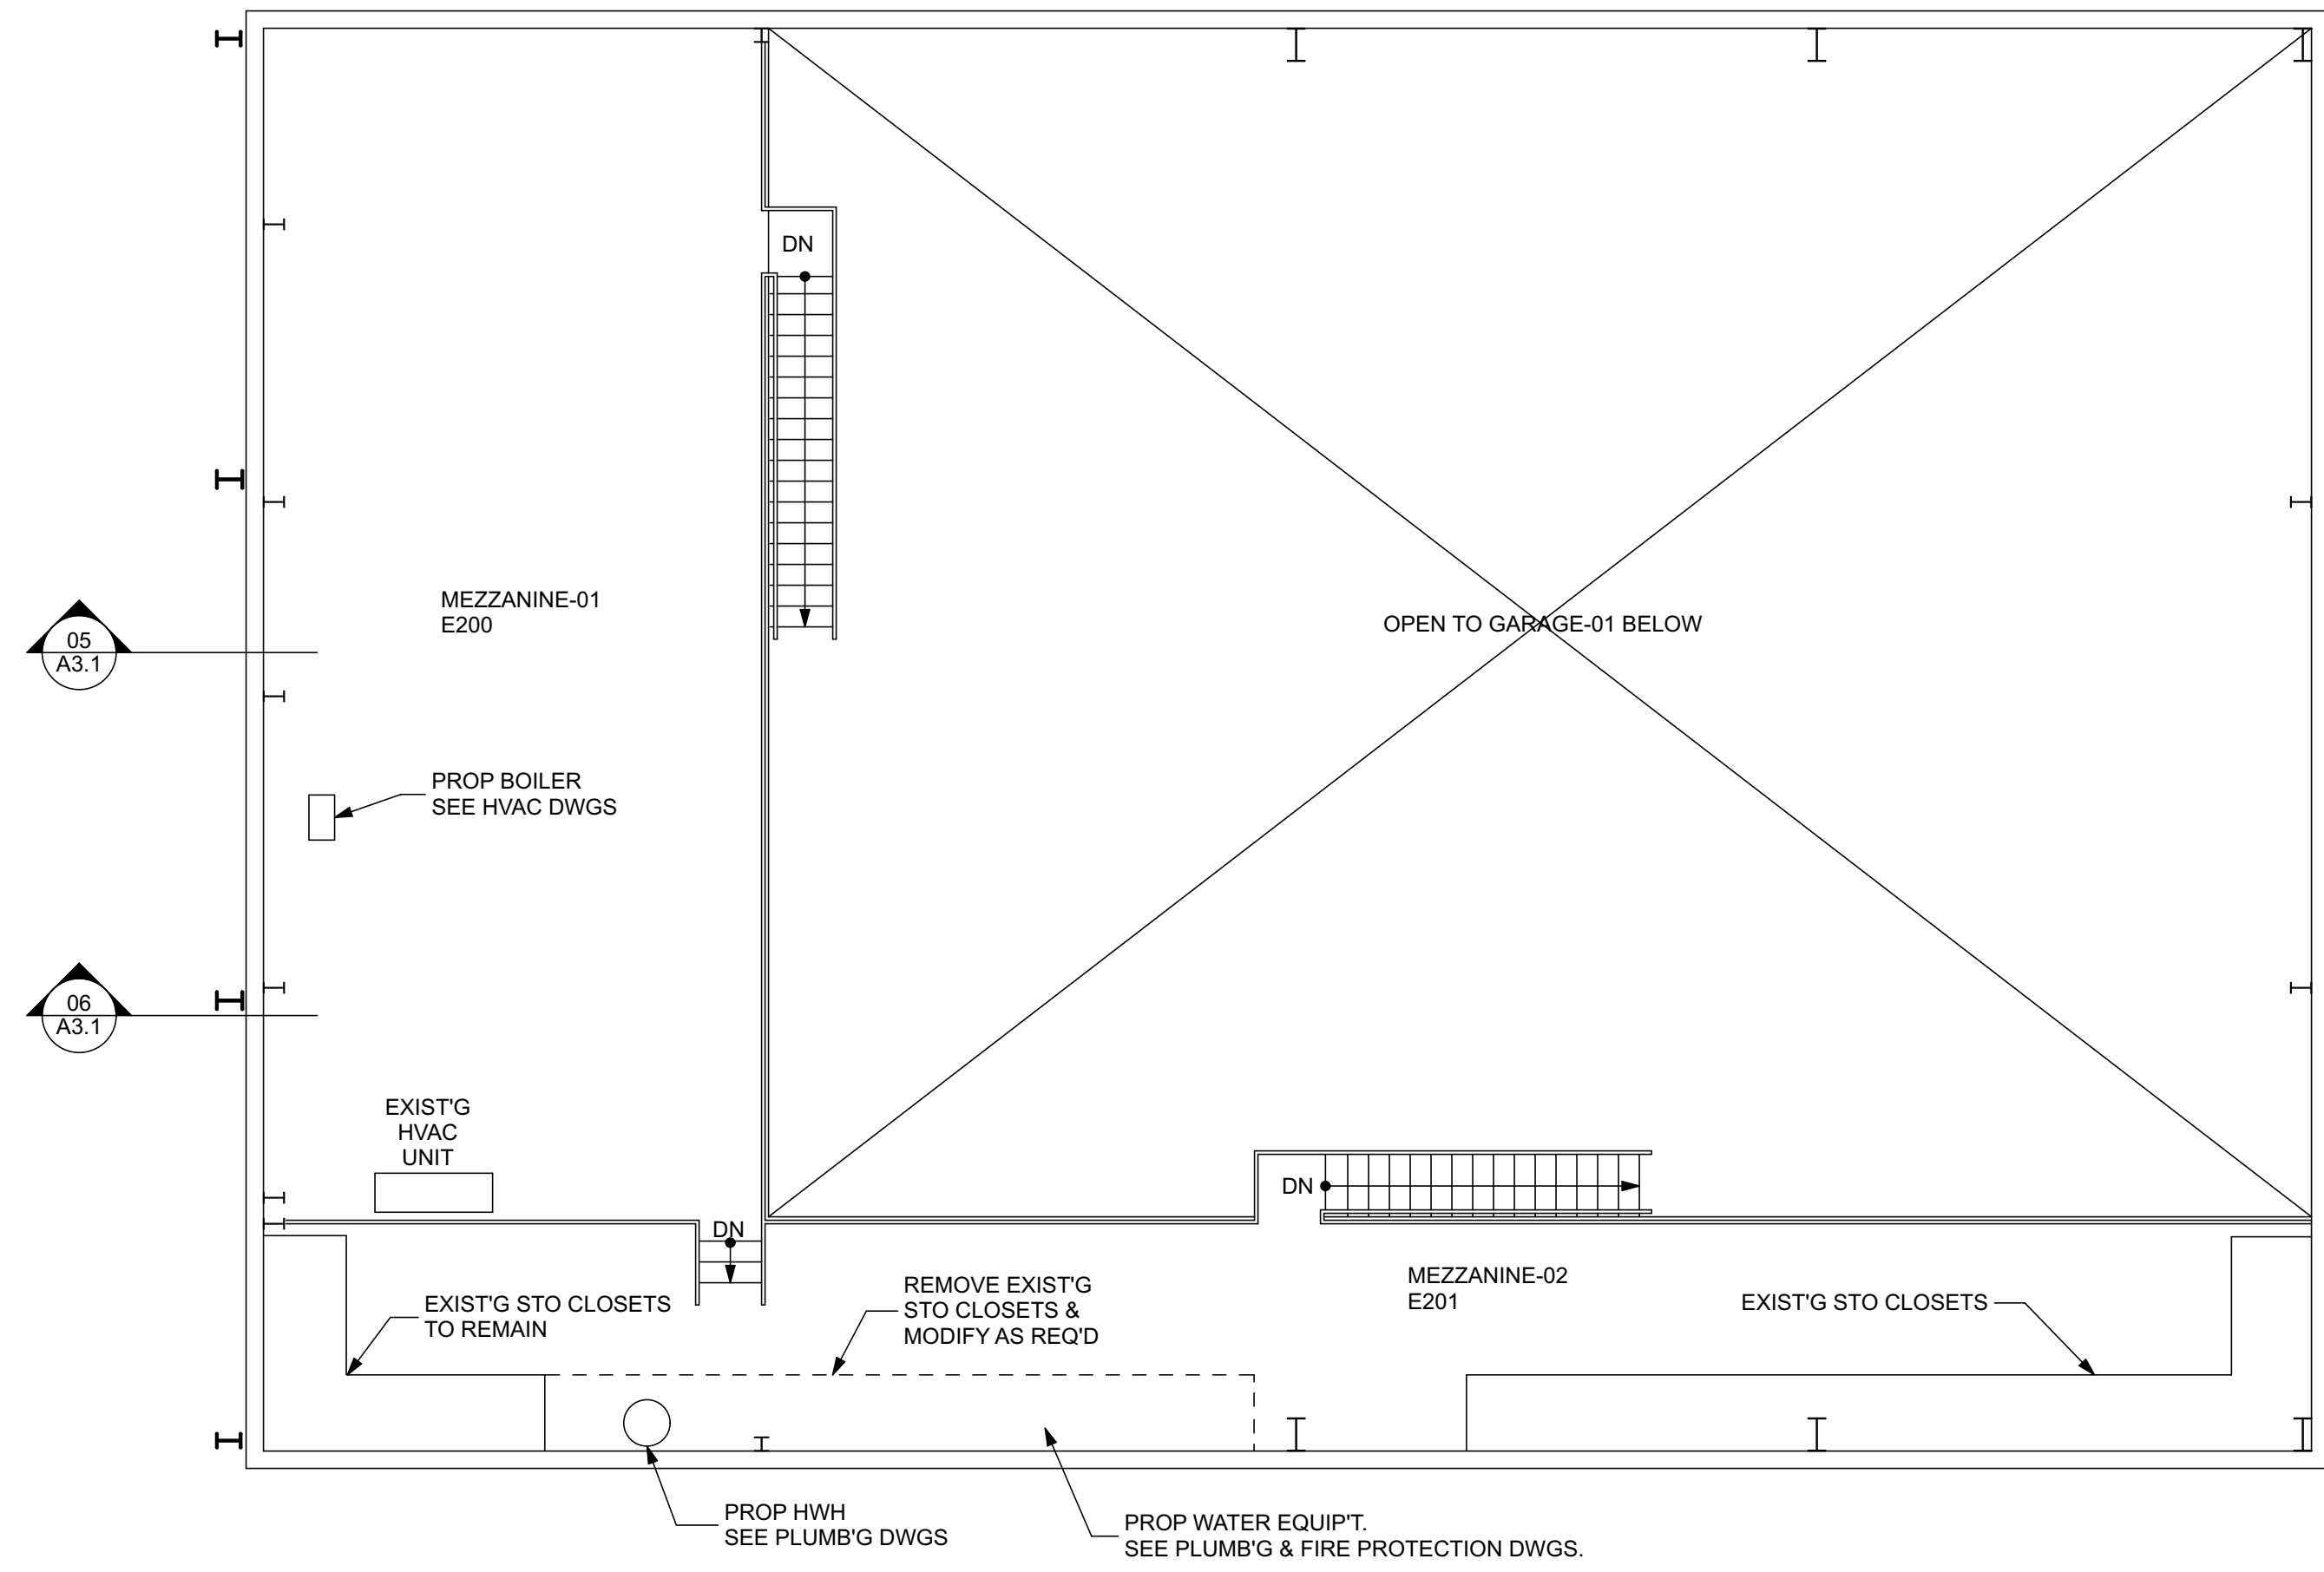 DN
MEZZANINE-01
E200
OPEN TO GARAGE-01 BELOW
05
A3.1
PROP BOILER
SEE HVAC DWGS
06
A3.1
EXIST'G
HVAC
UNIT
DN
DN
MEZZANINE-02
E201
EXIST'G STO CLOSETS
TO REMAIN
REMOVE EXIST'G
STO CLOSETS &
MODIFY AS REQ'D
EXIST'G STO CLOSETS
PROP HWH
SEE PLUMB'G DWGS
PROP WATER EQUIP'T.
SEE PLUMB'G & FIRE PROTECTION DWGS.